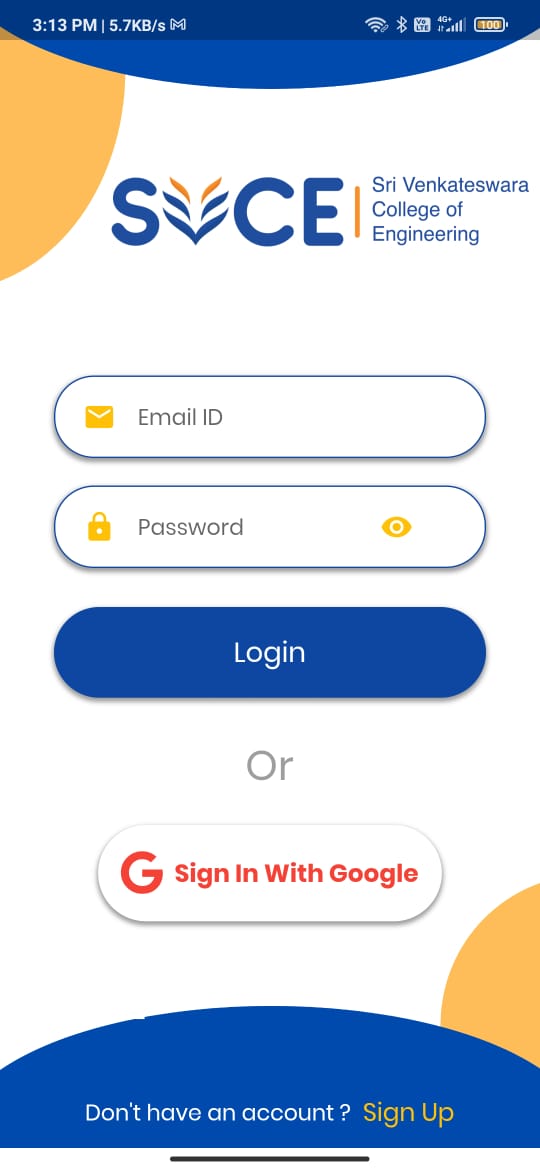 3:13 PM | 5.7KB/s
Vo LTE 4G+ 100
SVCE
Sri Venkateswara
College of
Engineering
Email ID
Password
Login
Or
G Sign In With Google
Don't have an account ? Sign Up